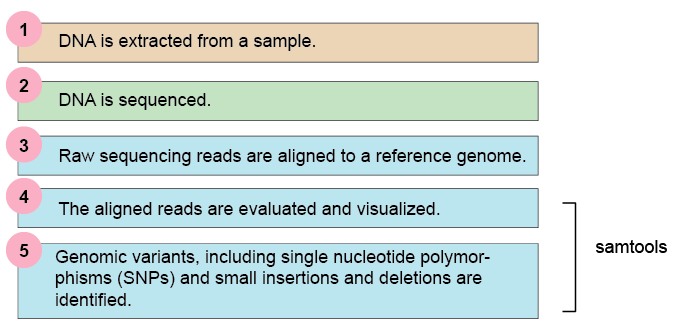 1
DNA is extracted from a sample.
2
DNA is sequenced.
3
Raw sequencing reads are aligned to a reference genome.
4
The aligned reads are evaluated and visualized.
5
Genomic variants, including single nucleotide polymor-
phisms (SNPs) and small insertions and deletions are
identified.
samtools